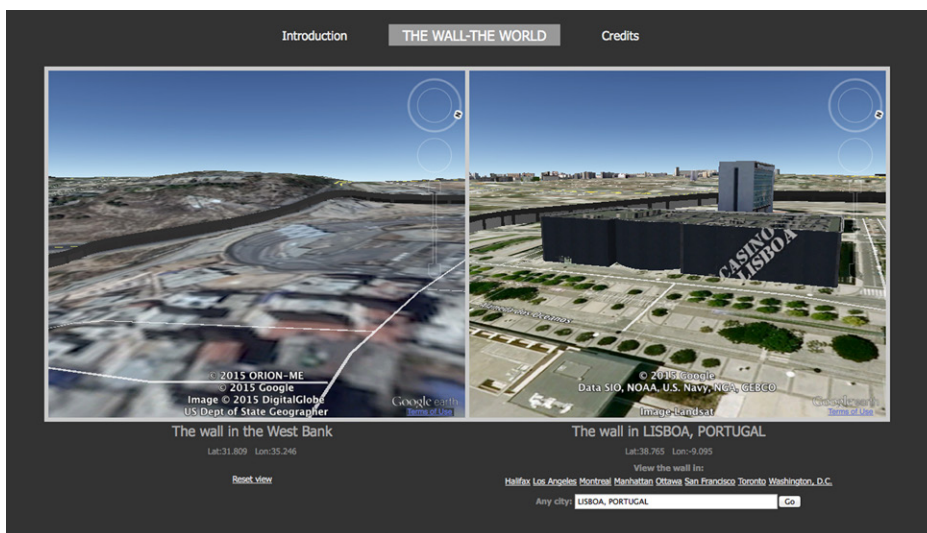 Introduction
THE WALL-THE WORLD
Credits
N
© 2015 ORION-ME
© 2015 Google
Image © 2015 DigitalGlobe
US Dept of State Geographer
Google earth
Terms of Use
N
CASINO
LISBOA
© 2015 Google
Data SIO, NOAA, U.S. Navy, NGA, GEBCO
Image Landsat
Google earth
Terms of Use
The wall in the West Bank
Lat:31.809 Lon:35.246
Reset view
The wall in LISBOA, PORTUGAL
Lat:38.765 Lon:-9.095
View the wall in:
Halifax Los Angeles Montreal Manhattan Ottawa San Francisco Toronto Washington, D.C.
Any city: LISBOA, PORTUGAL Go